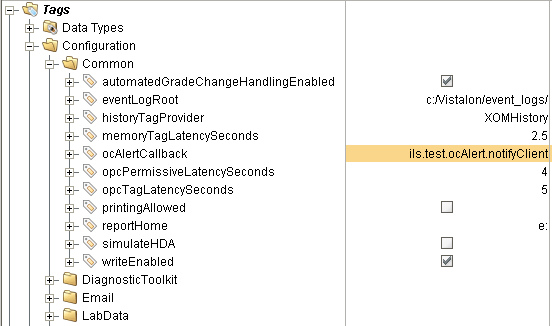 Tags
Data Types
Configuration
Common
automatedGradeChangeHandlingEnabled
eventLogRoot c:/Vistalon/event_logs/
historyTagProvider XOMHistory
memoryTagLatencySeconds 2.5
ocAlertCallback ils.test.ocAlert.notifyClient
opcPermissiveLatencySeconds 4
opcTagLatencySeconds 5
printingAllowed
reportHome e:
simulateHDA
writeEnabled
DiagnosticToolkit
Email
LabData